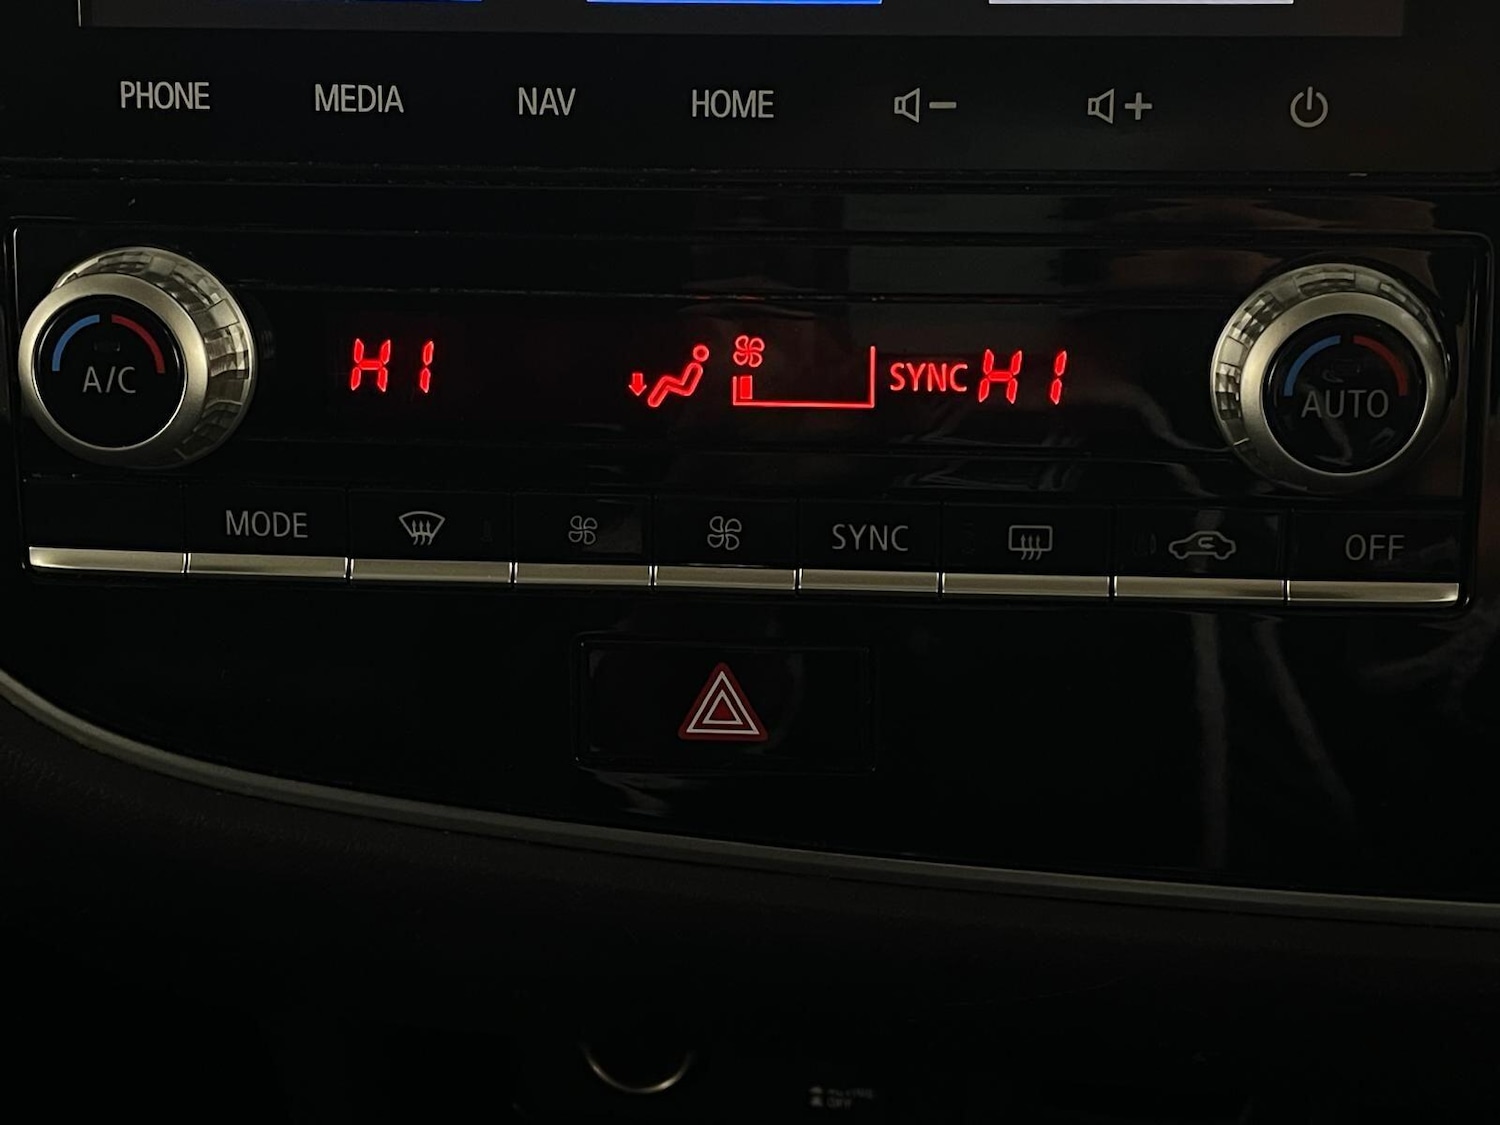 PHONE MEDIA NAV HOME
A/C HI SYNC HI AUTO
MODE SYNC OFF